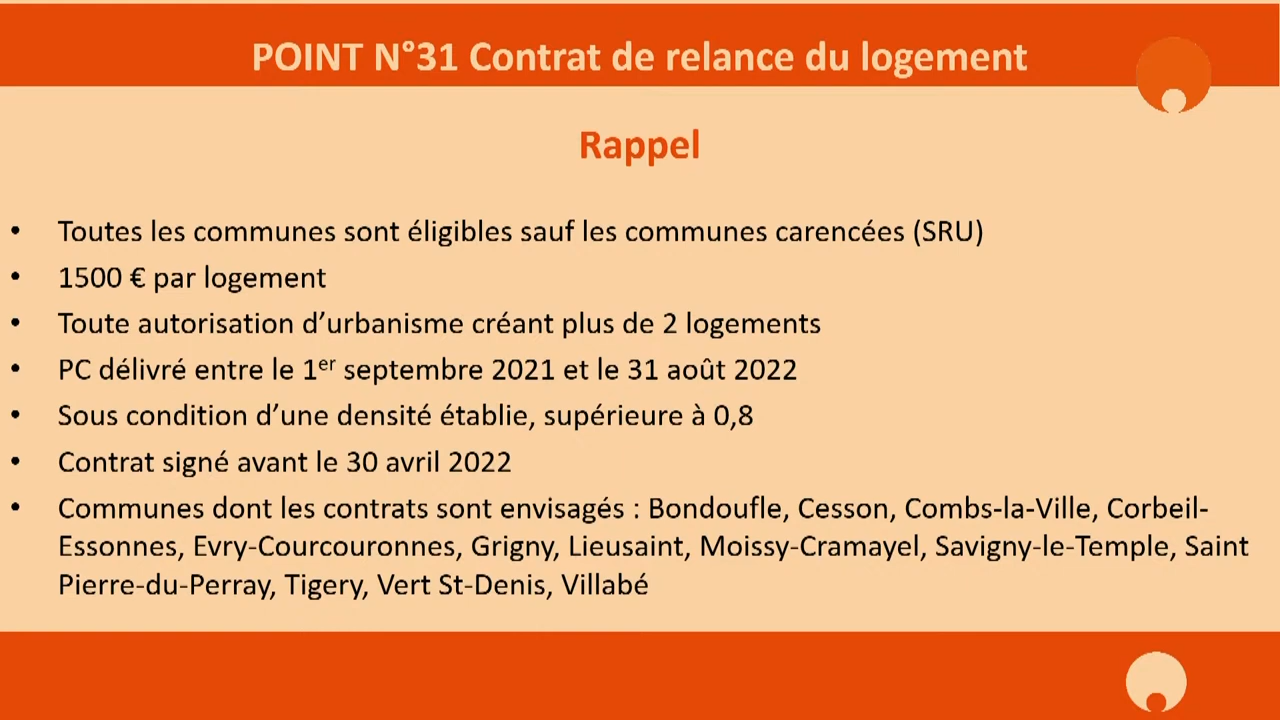 POINT N°31 Contrat de relance du logement
Rappel
• Toutes les communes sont éligibles sauf les communes carencées (SRU)
• 1500 € par logement
• Toute autorisation d’urbanisme créant plus de 2 logements
• PC délivré entre le 1er septembre 2021 et le 31 août 2022
• Sous condition d’une densité établie, supérieure à 0,8
• Contrat signé avant le 30 avril 2022
• Communes dont les contrats sont envisagés : Bondoufle, Cesson, Combs-la-Ville, Corbeil-
Essonnes, Evry-Courcouronnes, Grigny, Lieusaint, Moissy-Cramayel, Savigny-le-Temple, Saint
Pierre-du-Perray, Tigery, Vert St-Denis, Villabé